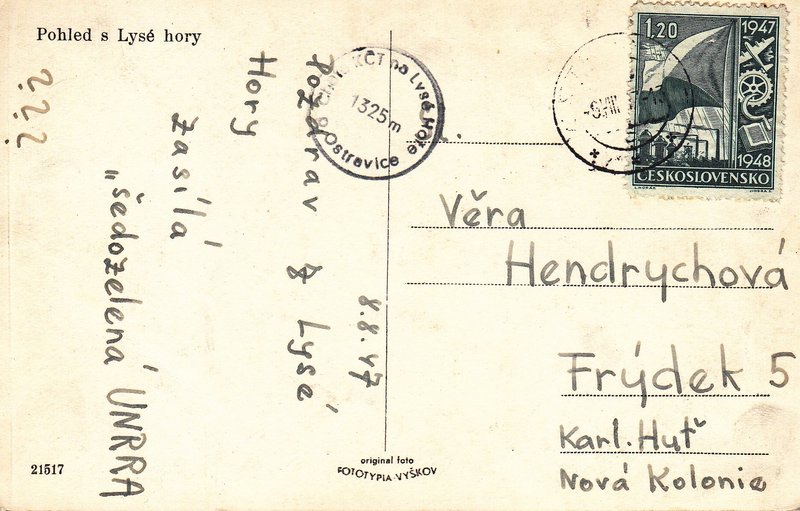 Pohled s Lysé hory
???
Pozdrav s Lysé
Hory
zasílá
„šedozelená UNRRA
8.8.47
KČT na Lysé Hoře
1325m
Ostravice
1.20
1947
1948
ČESKOSLOVENSKO
Věra
Hendrychová
Frýdek 5
Karl. Huť
Nová Kolonie
21517
original foto
FOTOTYPIA-VYŠKOV